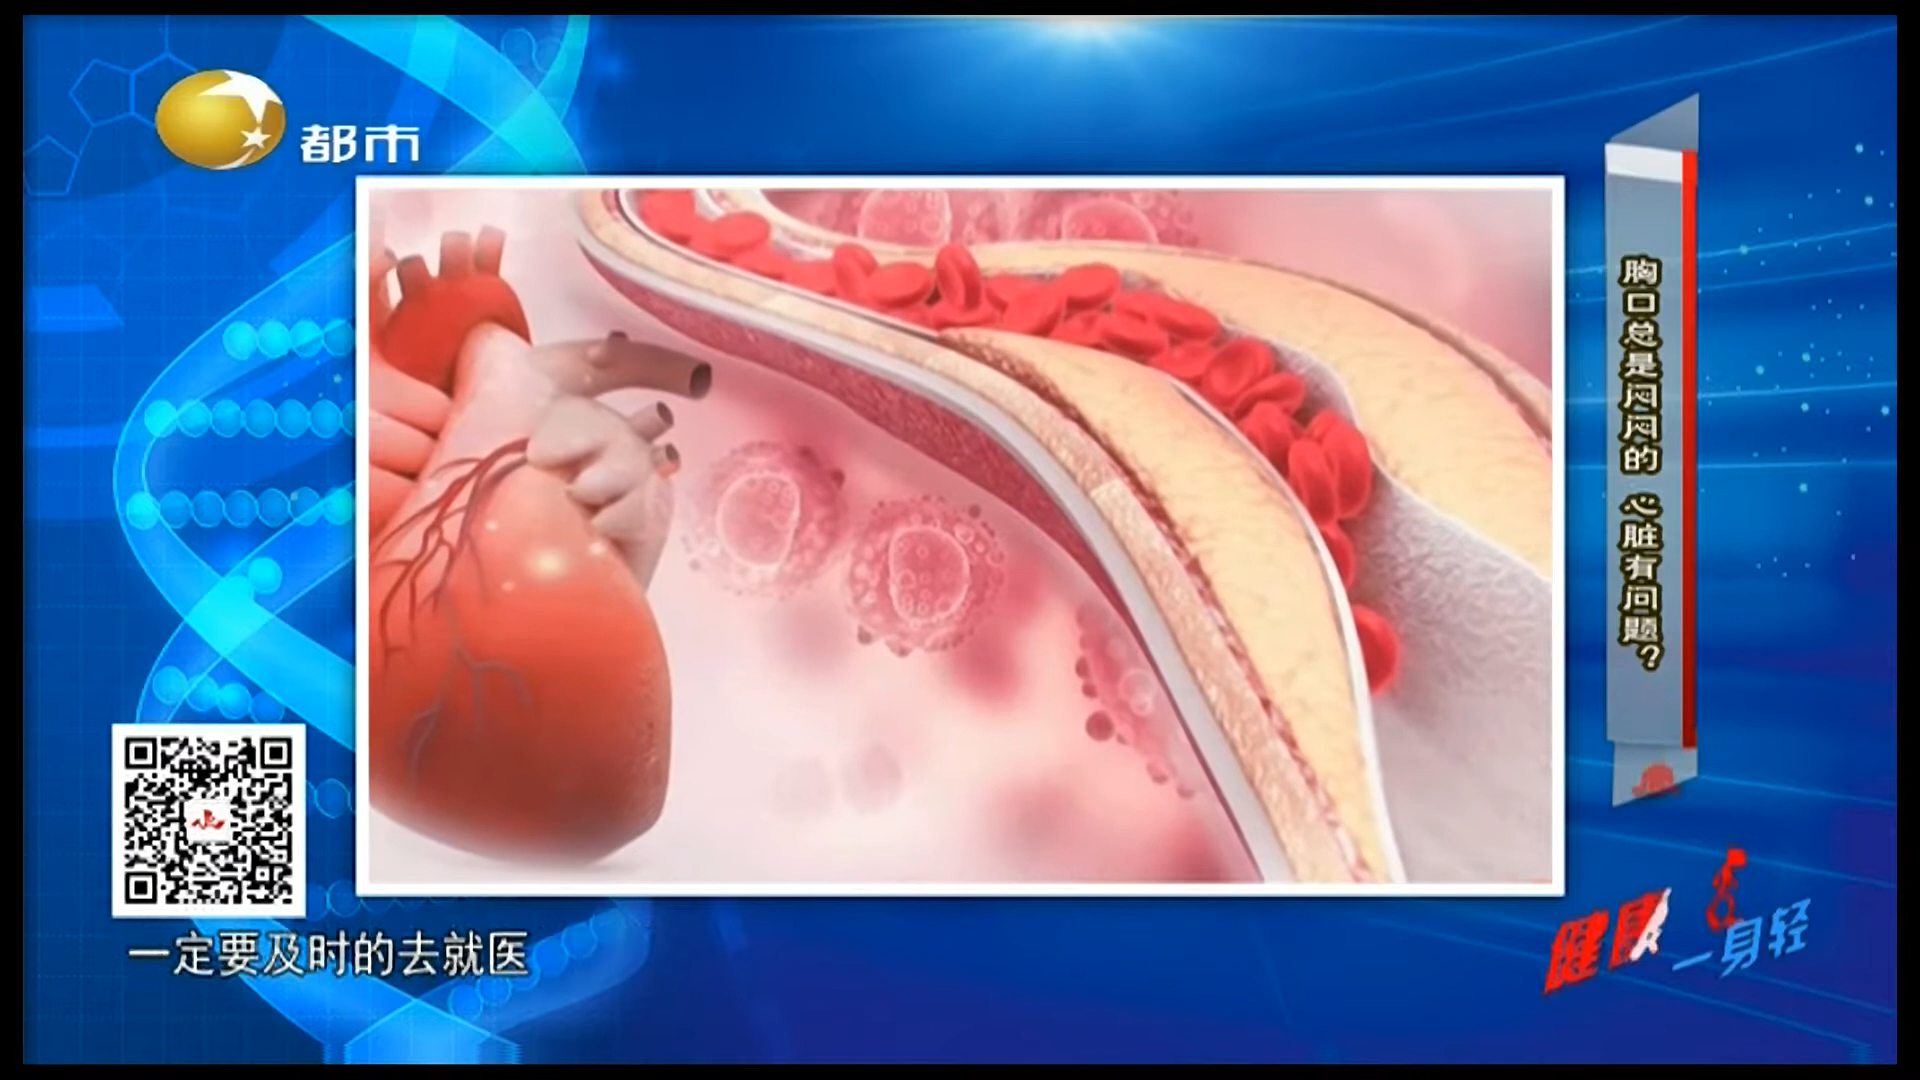 都市
胸口总是闷闷的 心脏有问题?
一定要及时的去就医
健康
一身轻